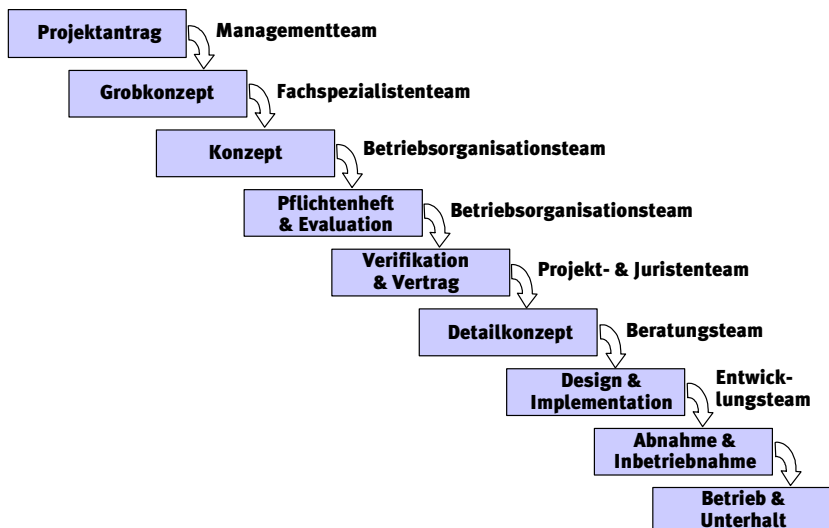 Projektantrag
Managementteam
Grobkonzept
Fachspezialistenteam
Konzept
Betriebsorganisationsteam
Pflichtenheft
& Evaluation
Betriebsorganisationsteam
Verifikation
& Vertrag
Projekt- & Juristenteam
Detailkonzept
Beratungsteam
Design &
Implementation
Entwick-
lungsteam
Abnahme &
Inbetriebnahme
Betrieb &
Unterhalt